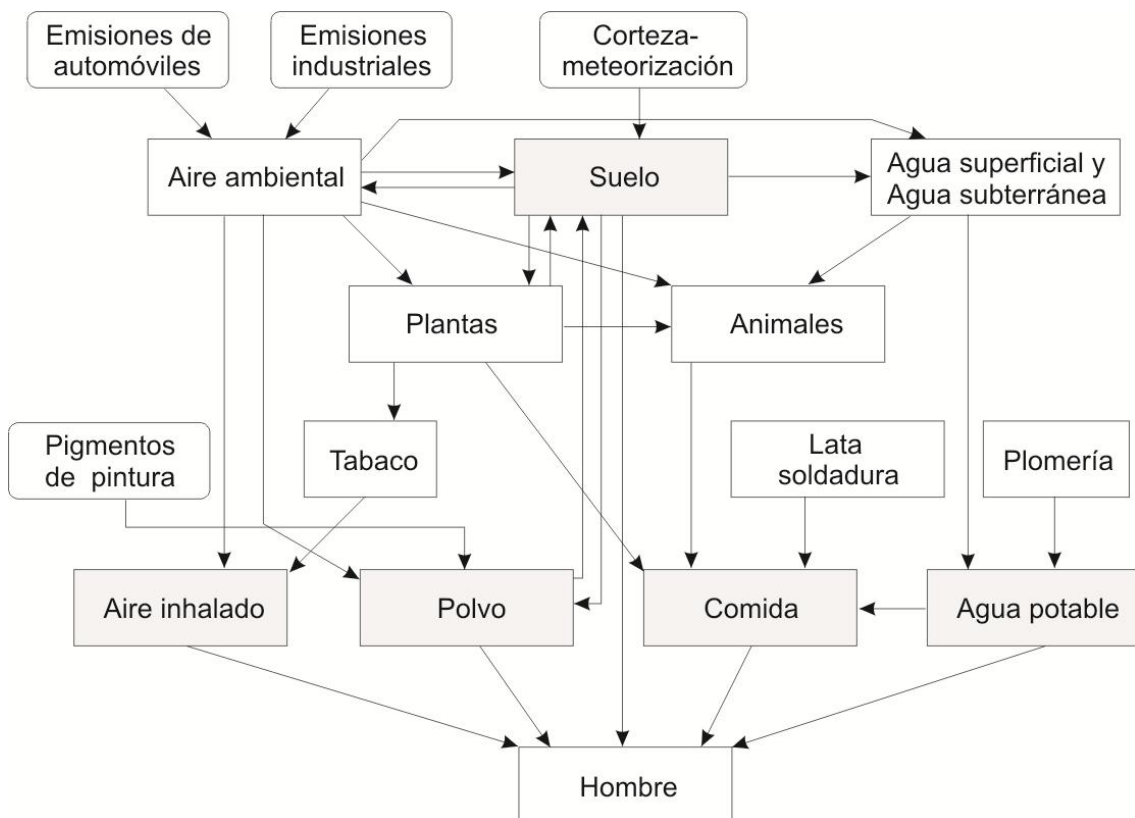 Emisiones de
automóviles
Emisiones
industriales
Corteza-
meteorización
Aire ambiental
Suelo
Agua superficial y
Agua subterránea
Plantas
Animales
Pigmentos
de pintura
Tabaco
Lata
soldadura
Plomería
Aire inhalado
Polvo
Comida
Agua potable
Hombre